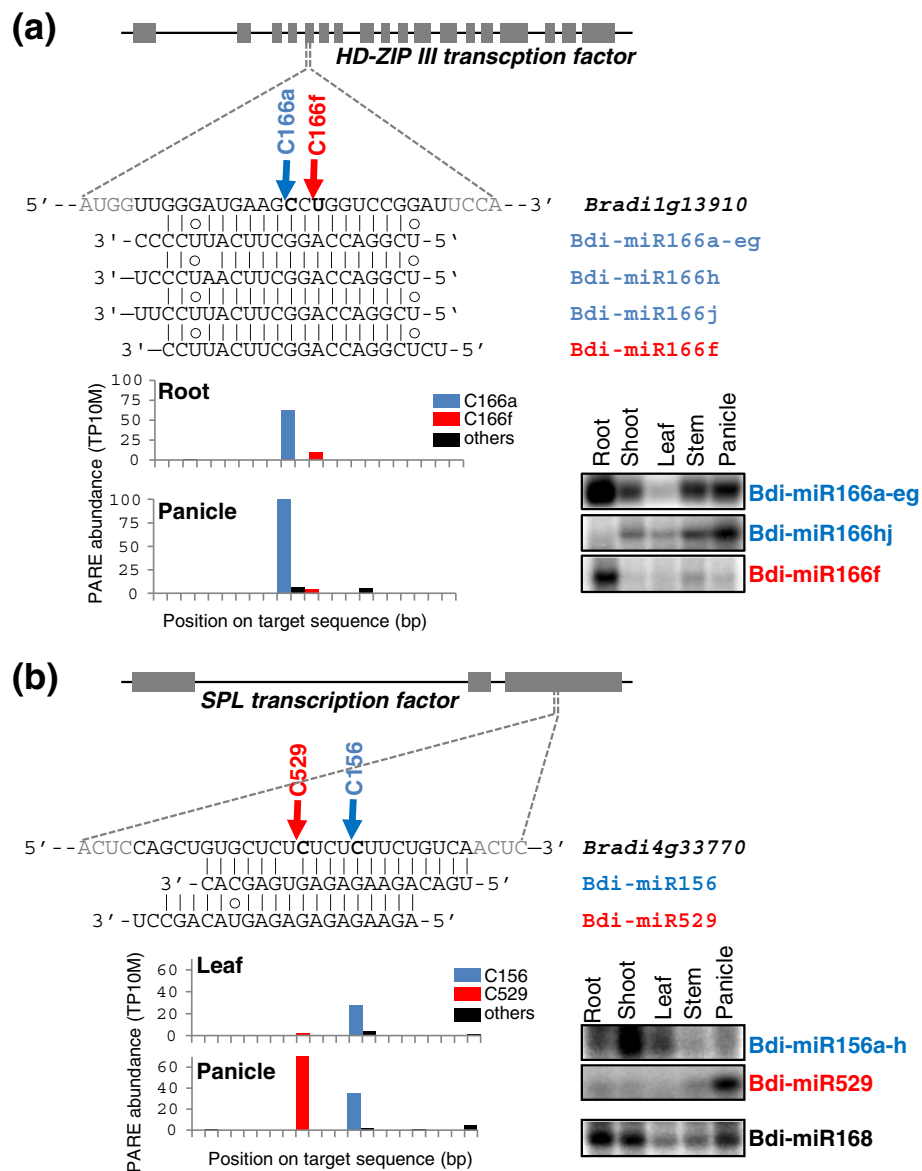 (a)
HD-ZIP III transcption factor
C166a
C166f
5' --AUGGUUGGGAUGAAGCCUGGUCCGGAUUCCA--3' Bradi1g13910
3'-CCCCUUACUUCGGACCAGGCU-5‘ Bdi-miR166a-eg
3'—UCCCUAACUUCGGACCAGGCU-5‘ Bdi-miR166h
3'—UUCCUUACUUCGGACCAGGCU-5‘ Bdi-miR166j
3'—CCUUACUUCGGACCAGGCUCU-5' Bdi-miR166f
PARE abundance (TP10M)
Root
100
75
50
25
0
C166a
C166f
others
Panicle
100
75
50
25
0
Position on target sequence (bp)
Root
Shoot
Leaf
Stem
Panicle
Bdi-miR166a-eg
Bdi-miR166hj
Bdi-miR166f
(b)
SPL transcription factor
C529
C156
5' --ACUCCAGCUGUGCUCUCUCUCUUCUGUCAACUC—3' Bradi4g33770
3'-CACGAGUGAGAGAAGACAGU-5' Bdi-miR156
3'-UCCGACAUGAGAGAGAGAAGA-5' Bdi-miR529
PARE abundance (TP10M)
Leaf
60
40
20
0
C156
C529
others
Panicle
60
40
20
0
Position on target sequence (bp)
Root
Shoot
Leaf
Stem
Panicle
Bdi-miR156a-h
Bdi-miR529
Bdi-miR168